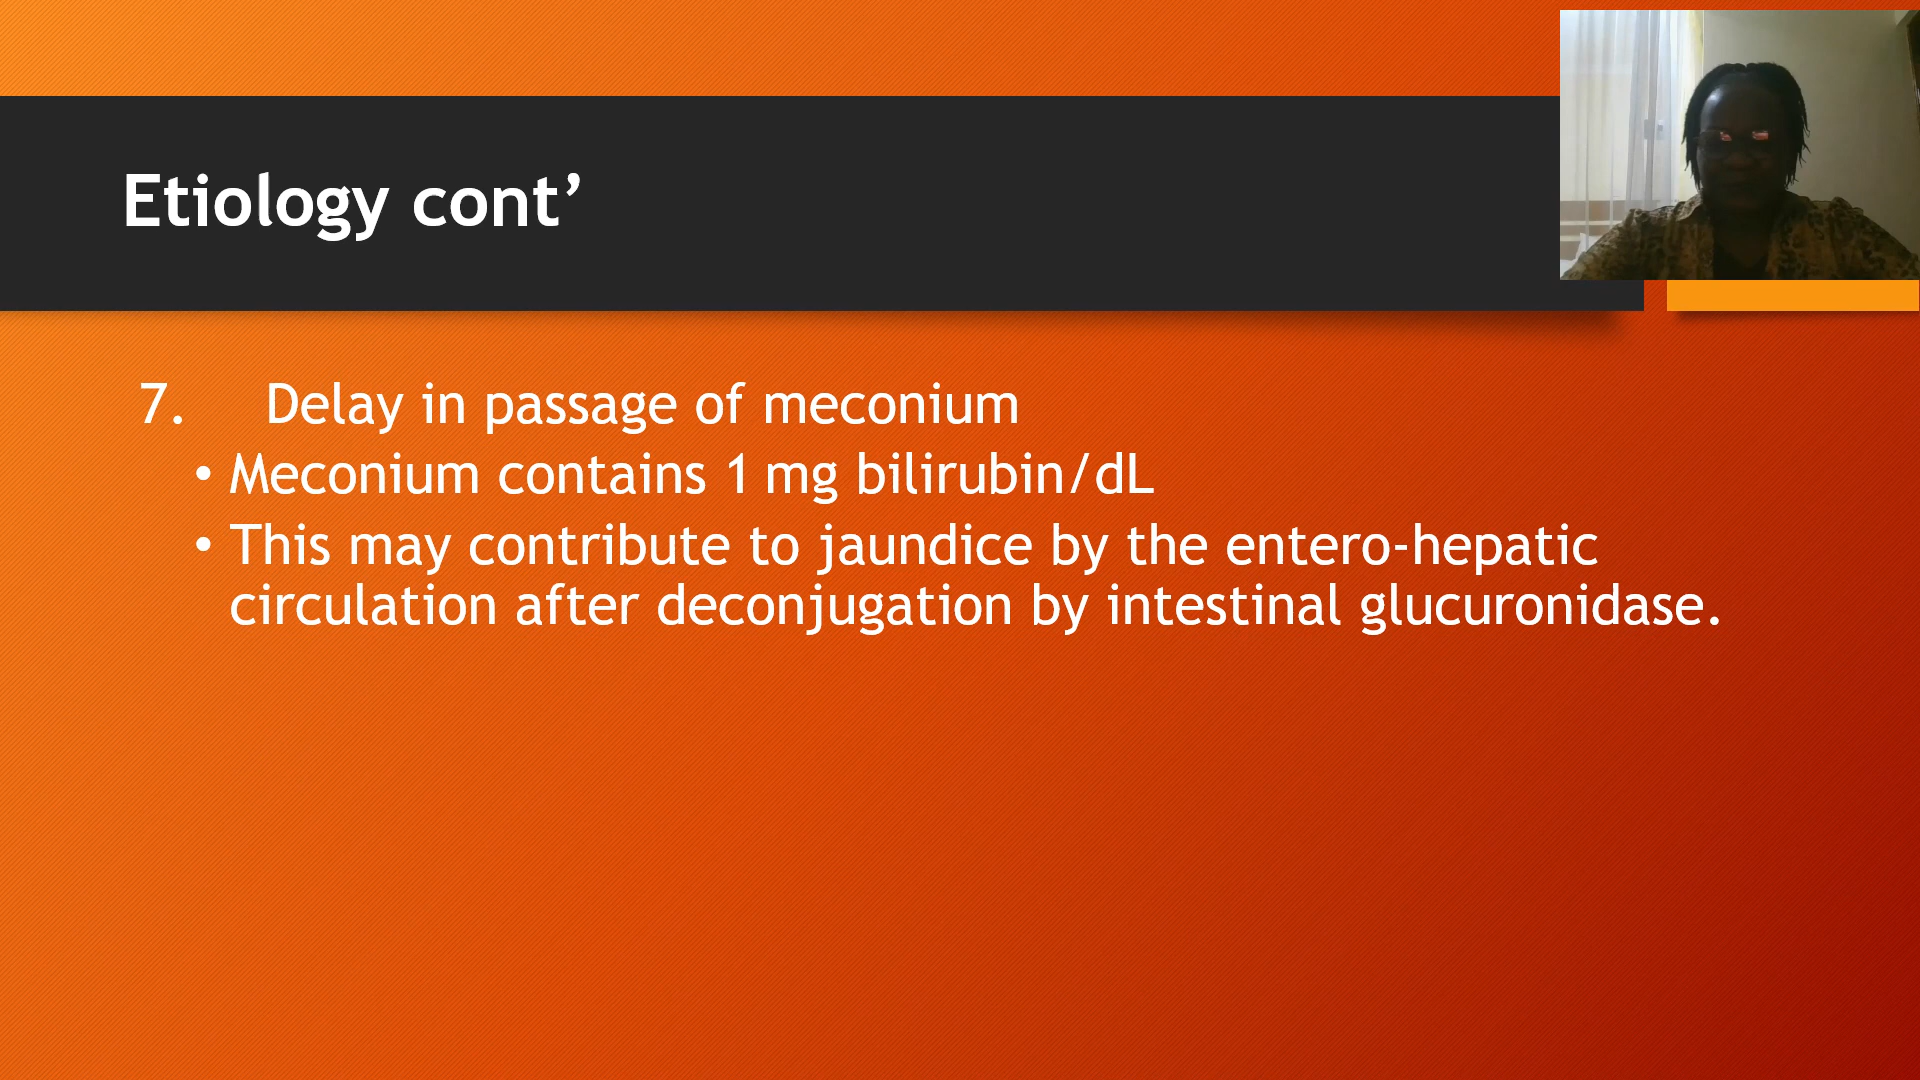 Etiology cont’
7. Delay in passage of meconium
• Meconium contains 1 mg bilirubin/dL
• This may contribute to jaundice by the entero-hepatic
circulation after deconjugation by intestinal glucuronidase.